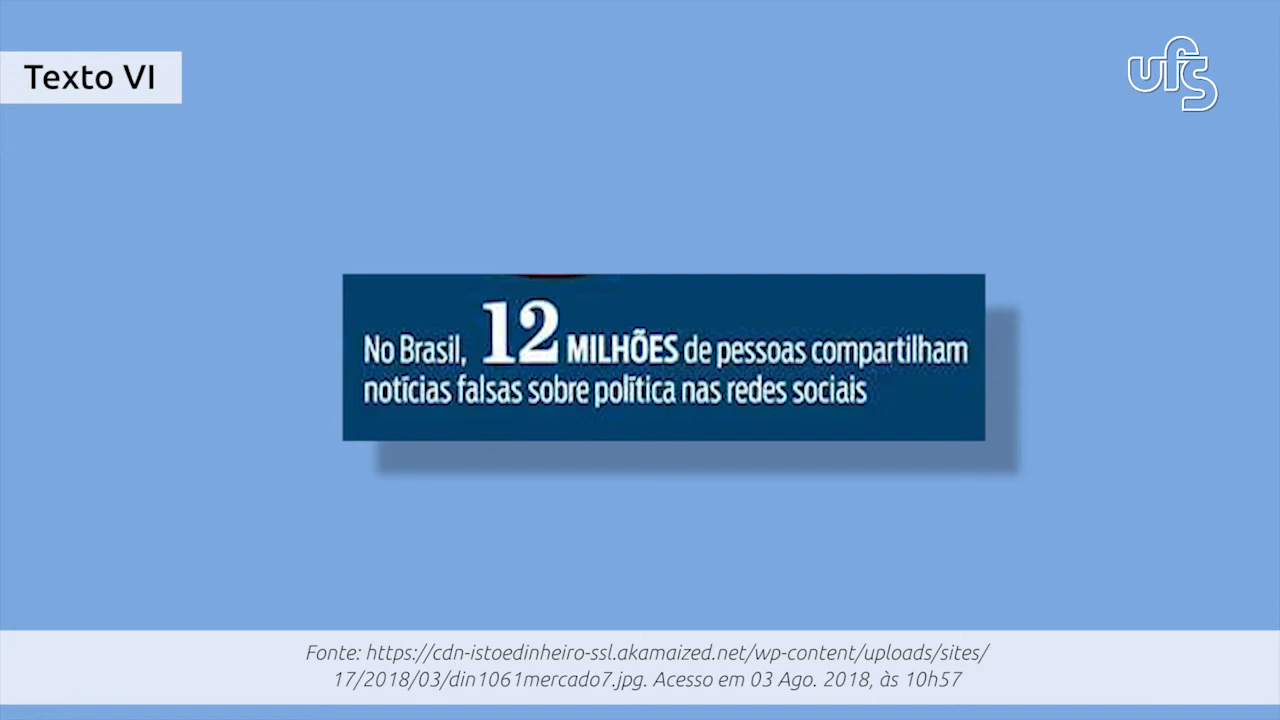 Texto VI
ufs
No Brasil, 12 MILHÕES de pessoas compartilham
notícias falsas sobre política nas redes sociais
Fonte: https://cdn-istoedinheiro-ssl.akamaized.net/wp-content/uploads/sites/
17/2018/03/din1061mercado7.jpg. Acesso em 03 Ago. 2018, às 10h57